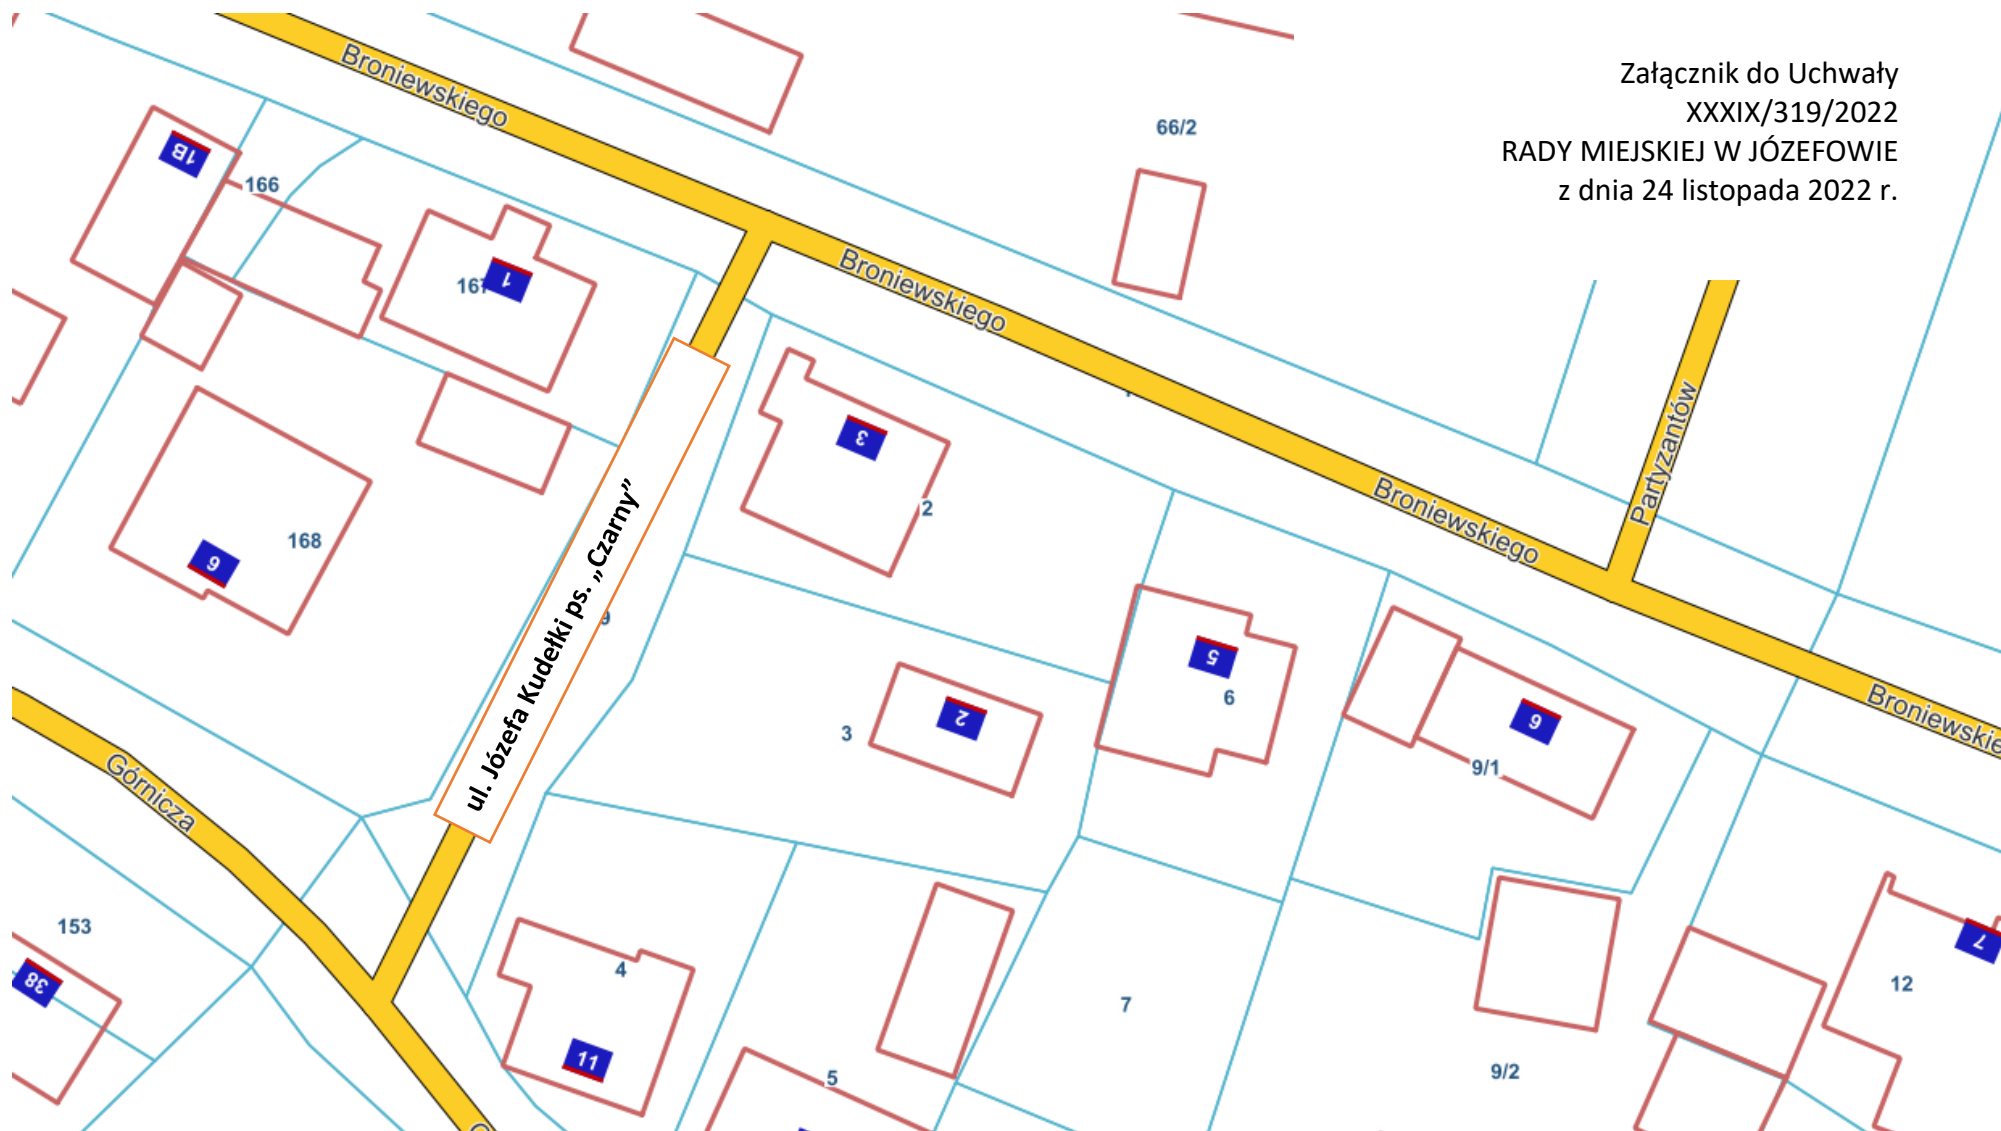 Załącznik do Uchwały
XXXIX/319/2022
RADY MIEJSKIEJ W JÓZEFOWIE
z dnia 24 listopada 2022 r.
Broniewskiego
66/2
1B
166
1
Broniewskiego
Partyzantów
3
2
Broniewskiego
6
168
ul. Józefa Kudełki ps. „Czarny”
9
5
6
3
2
9
9/1
Broniewskie
Górnicza
153
38
4
11
5
7
9/2
12
7